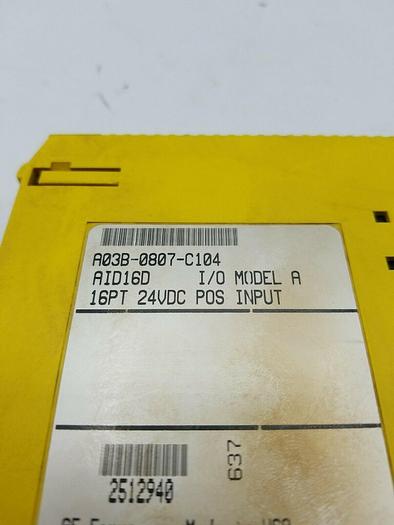 A03B-0807-C104
AID16D I/O MODEL A
16PT 24VDC POS INPUT
637
2512940